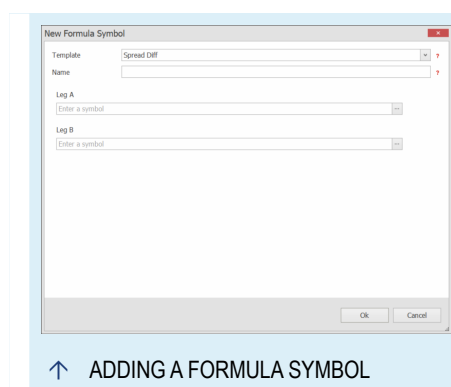 New Formula Symbol
Template Spread Diff ?
Name ?
Leg A
Enter a symbol ...
Leg B
Enter a symbol ...
Ok Cancel
↑ ADDING A FORMULA SYMBOL